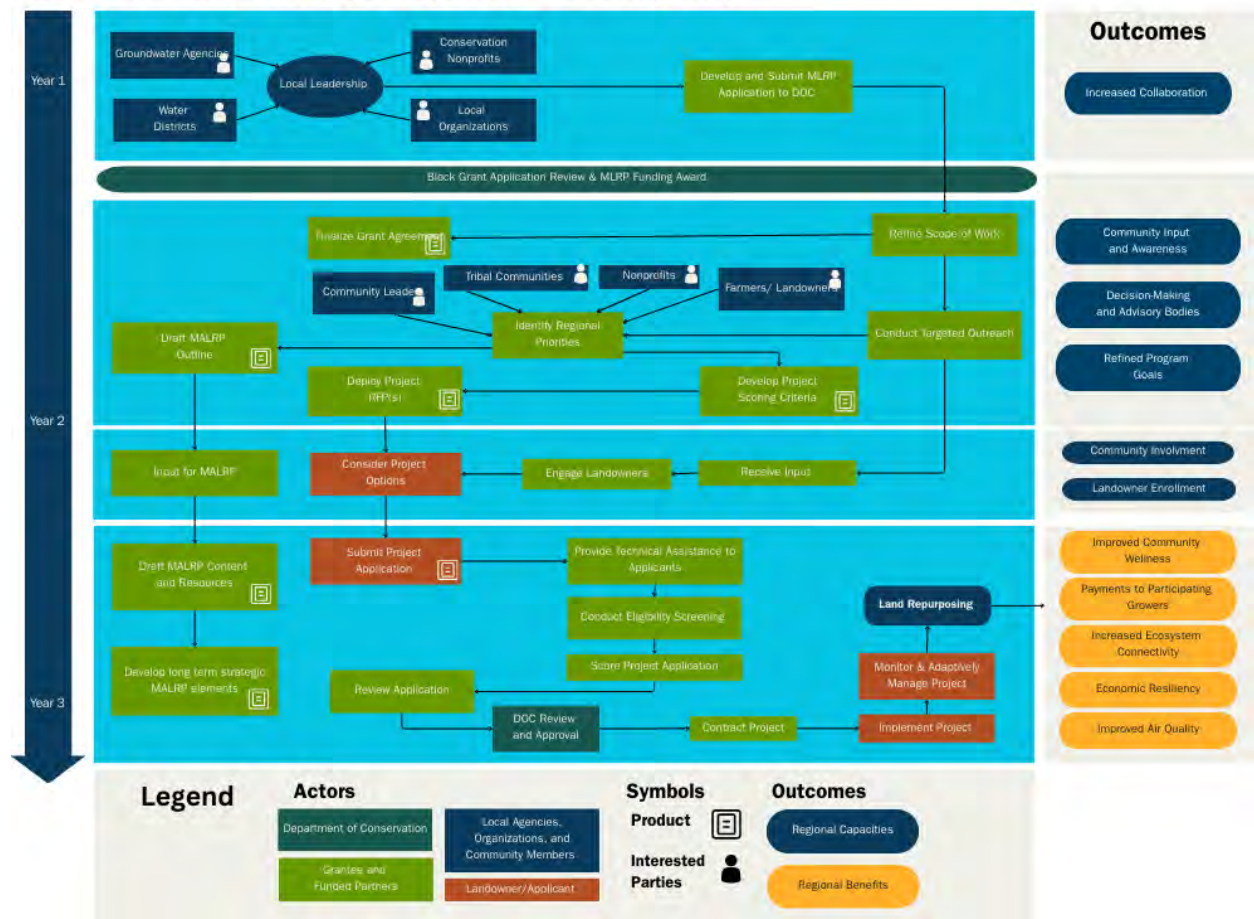 Year 1
Groundwater Agencies
Conservation
Nonprofits
Local Leadership
Water
Districts
Local
Organizations
Develop and Submit MLRP
Application to DOC
Outcomes
Increased Collaboration
Block Grant Application Review & MLRP Funding Award
Finalize Grant Agreement
Refine Scope of Work
Community Input
and Awareness
Tribal Communities
Nonprofits
Community Leade
Farmers/ Landowners
Decision-Making
and Advisory Bodies
Draft MALRP
Outline
Identify Regional
Priorities
Conduct Targeted Outreach
Refined Program
Goals
Deploy Project
RFP(s)
Develop Project
Scoring Criteria
Year 2
Input for MALRP
Consider Project
Options
Engage Landowners
Receive Input
Community Involvment
Landowner Enrollment
Draft MALRP Content
and Resources
Submit Project
Application
Provide Technical Assistance to
Applicants
Improved Community
Wellness
Conduct Eligibility Screening
Land Repurposing
Payments to Participating
Growers
Increased Ecosystem
Connectivity
Develop long term strategic
MALRP elements
Score Project Application
Monitor & Adaptively
Manage Project
Review Application
Economic Resiliency
Year 3
DOC Review
and Approval
Contract Project
Implement Project
Improved Air Quality
Legend
Actors
Department of Conservation
Local Agencies,
Organizations, and
Community Members
Grantee and
Funded Partners
Landowner/Applicant
Symbols
Product
Interested
Parties
Outcomes
Regional Capacities
Regional Benefits